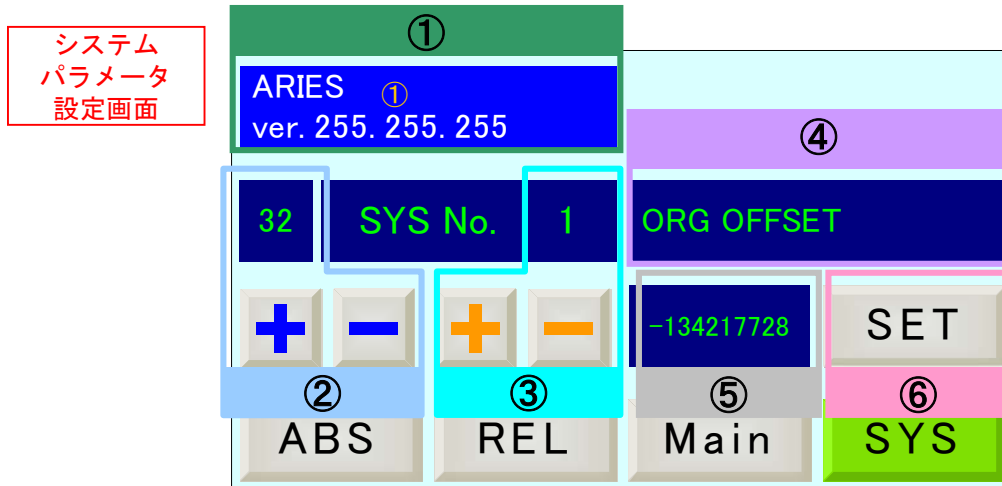 システム
パラメータ
設定画面
①
ARIES ①
ver. 255. 255. 255
④
32 SYS No. 1 ORG OFFSET
+ − + − -134217728 SET
② ③ ⑤ ⑥
ABS REL Main SYS